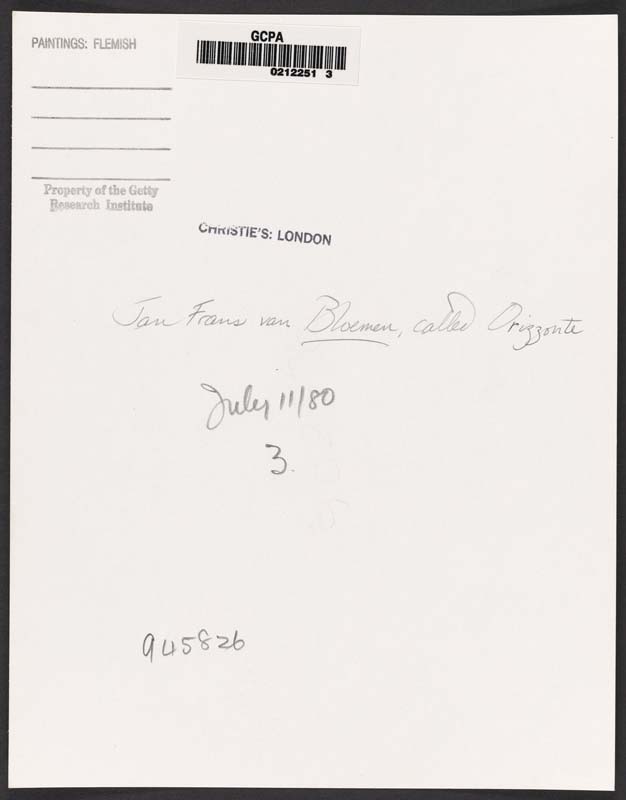 PAINTINGS: FLEMISH
GCPA
0212251 3
Property of the Getty
Research Institute
CHRISTIE'S: LONDON
Jan Frans van Bloemen, called Orizzonte
July 11/80
3.
945826